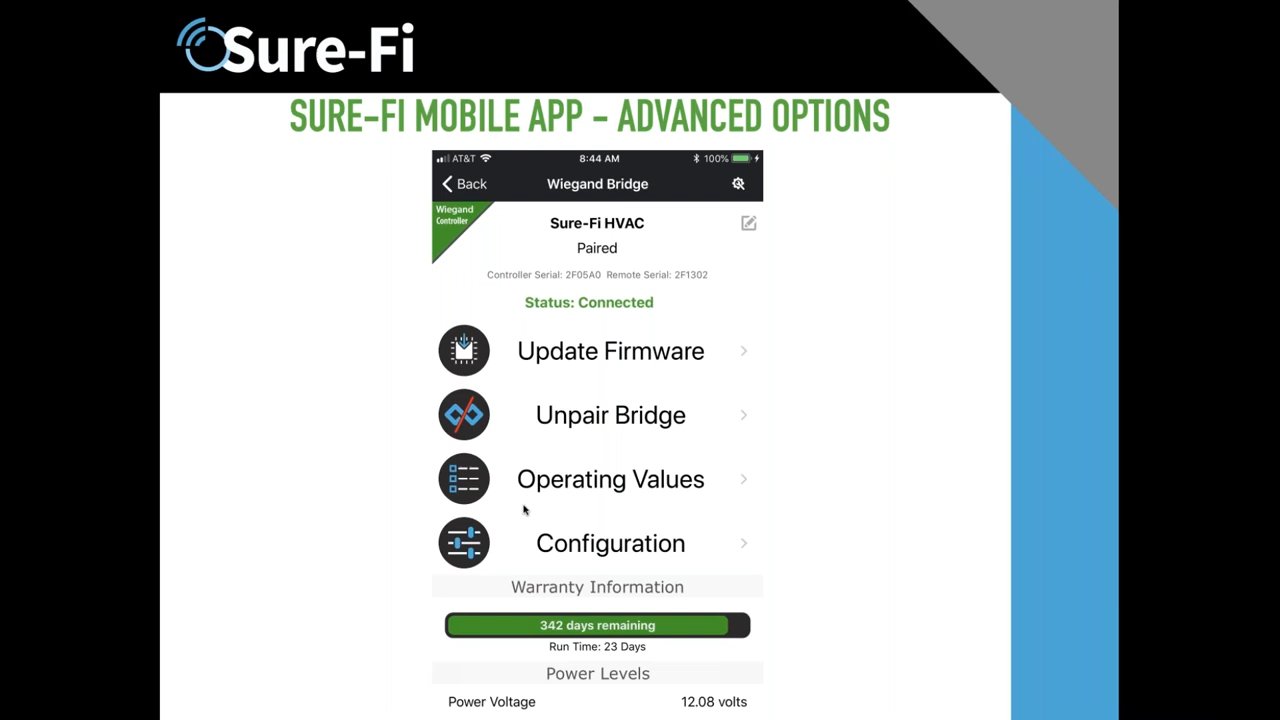 Sure-Fi
SURE-FI MOBILE APP – ADVANCED OPTIONS
AT&T 8:44 AM 100%
Back Wiegand Bridge
Wiegand
Controller
Sure-Fi HVAC
Paired
Controller Serial: 2F05A0 Remote Serial: 2F1302
Status: Connected
Update Firmware
Unpair Bridge
Operating Values
Configuration
Warranty Information
342 days remaining
Run Time: 23 Days
Power Levels
Power Voltage 12.08 volts